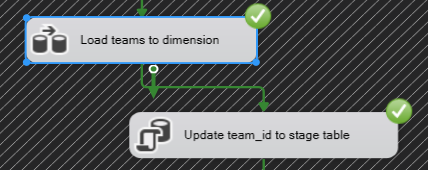 Load teams to dimension
Update team_id to stage table